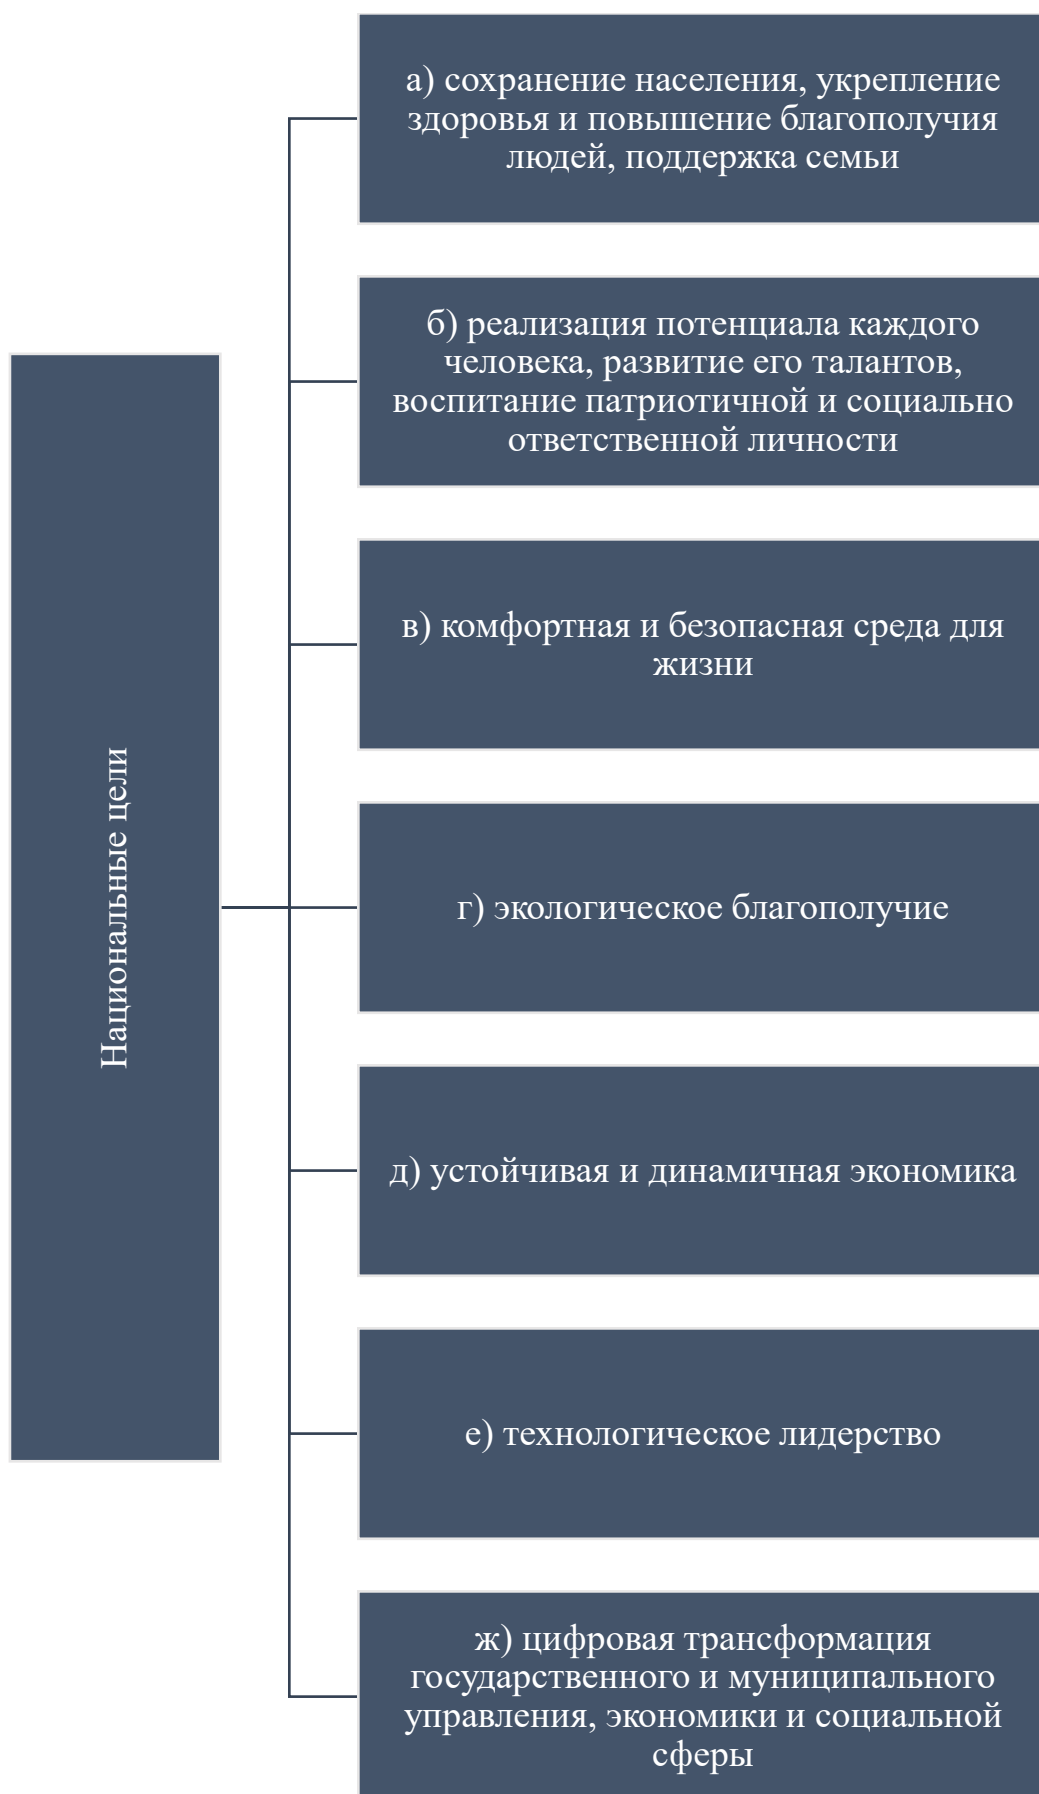 Национальные цели
а) сохранение населения, укрепление
здоровья и повышение благополучия
людей, поддержка семьи
б) реализация потенциала каждого
человека, развитие его талантов,
воспитание патриотичной и социально
ответственной личности
в) комфортная и безопасная среда для
жизни
г) экологическое благополучие
д) устойчивая и динамичная экономика
е) технологическое лидерство
ж) цифровая трансформация
государственного и муниципального
управления, экономики и социальной
сферы